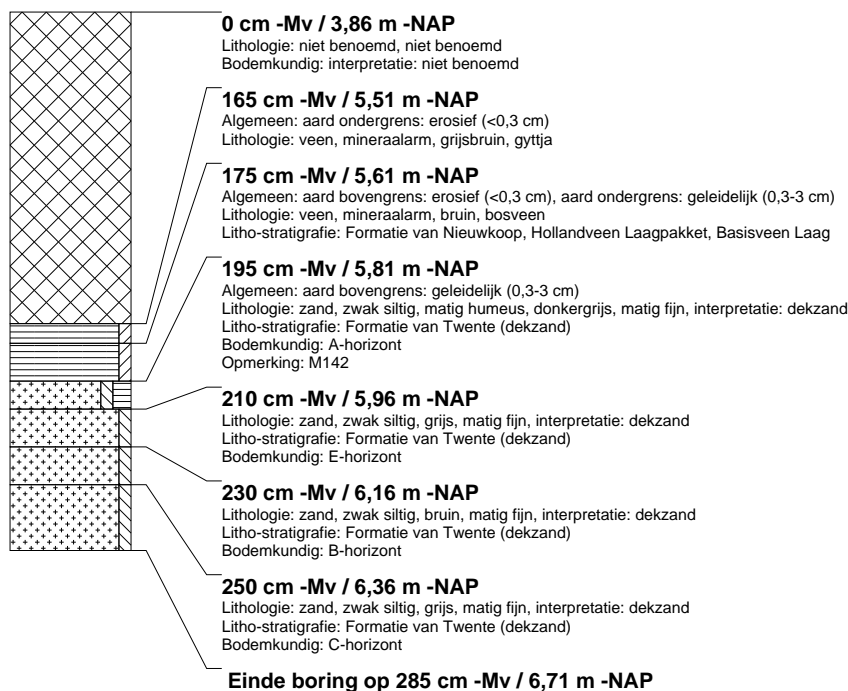 0 cm -Mv / 3,86 m -NAP
Lithologie: niet benoemd, niet benoemd
Bodemkundig: interpretatie: niet benoemd
165 cm -Mv / 5,51 m -NAP
Algemeen: aard ondergrens: erosief (<0,3 cm)
Lithologie: veen, mineraalarm, grijsbruin, gyttja
175 cm -Mv / 5,61 m -NAP
Algemeen: aard bovengrens: erosief (<0,3 cm), aard ondergrens: geleidelijk (0,3-3 cm)
Lithologie: veen, mineraalarm, bruin, bosveen
Litho-stratigrafie: Formatie van Nieuwkoop, Hollandveen Laagpakket, Basisveen Laag
195 cm -Mv / 5,81 m -NAP
Algemeen: aard bovengrens: geleidelijk (0,3-3 cm)
Lithologie: zand, zwak siltig, matig humeus, donkergrijs, matig fijn, interpretatie: dekzand
Litho-stratigrafie: Formatie van Twente (dekzand)
Bodemkundig: A-horizont
Opmerking: M142
210 cm -Mv / 5,96 m -NAP
Lithologie: zand, zwak siltig, grijs, matig fijn, interpretatie: dekzand
Litho-stratigrafie: Formatie van Twente (dekzand)
Bodemkundig: E-horizont
230 cm -Mv / 6,16 m -NAP
Lithologie: zand, zwak siltig, bruin, matig fijn, interpretatie: dekzand
Litho-stratigrafie: Formatie van Twente (dekzand)
Bodemkundig: B-horizont
250 cm -Mv / 6,36 m -NAP
Lithologie: zand, zwak siltig, grijs, matig fijn, interpretatie: dekzand
Litho-stratigrafie: Formatie van Twente (dekzand)
Bodemkundig: C-horizont
Einde boring op 285 cm -Mv / 6,71 m -NAP